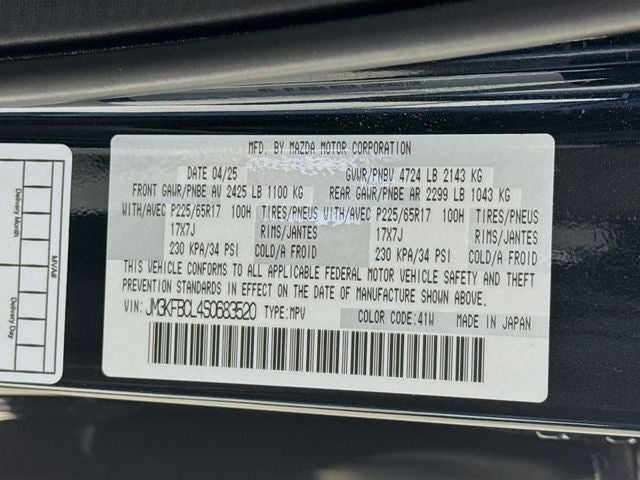 MFD. BY MAZDA MOTOR CORPORATION
DATE 04/25 GVWR/PNBV 4724 LB 2143 KG
FRONT GAWR/PNBE AV 2425 LB 1100 KG REAR GAWR/PNBE AR 2299 LB 1043 KG
WITH/AVEC P225/65R17 100H TIRES/PNEUS WITH/AVEC P225/65R17 100H TIRES/PNEUS
17X7J RIMS/JANTES 17X7J RIMS/JANTES
230 KPA/34 PSI COLD/A FROID 230 KPA/34 PSI COLD/A FROID
THIS VEHICLE CONFORMS TO ALL APPLICABLE FEDERAL MOTOR VEHICLE SAFETY AND THEFT
PREVENTION STANDARDS IN EFFECT ON THE DATE OF MANUFACTURE SHOWN ABOVE.
VIN: JM3KFBCL4S0683520 TYPE:MPV COLOR CODE:41W MADE IN JAPAN
MVAB
Delivery Month
Delivery Day